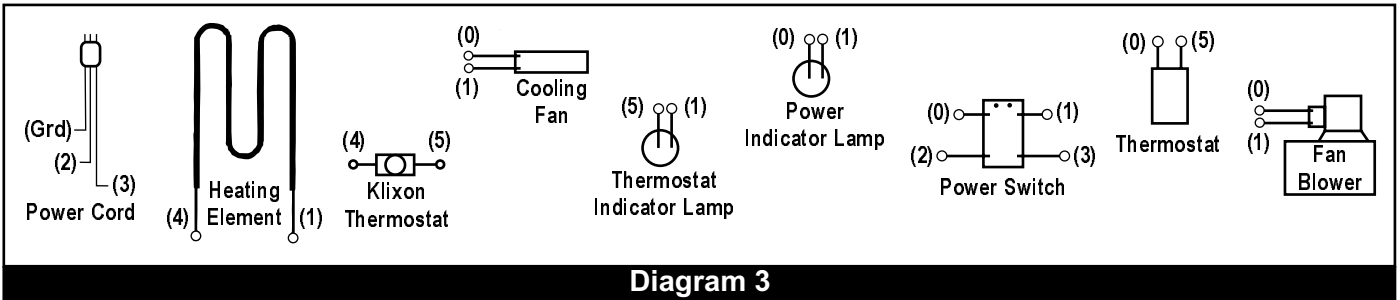 (Grd)
(2)
(3)
Power Cord
(4)
Heating
Element
(1)
(4)
(5)
Klixon
Thermostat
(0)
(1)
Cooling
Fan
(5)
(1)
Thermostat
Indicator Lamp
(0)
(1)
Power
Indicator Lamp
(0)
(1)
(2)
(3)
Power Switch
(0)
(5)
Thermostat
(0)
(1)
Fan
Blower
Diagram 3